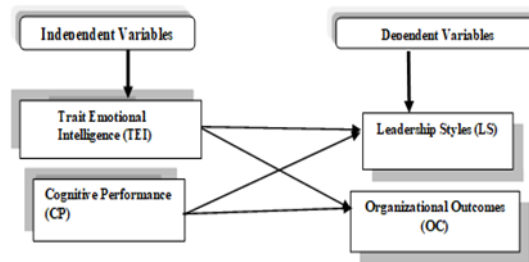 Independent Variables
Dependent Variables
Trait Emotional
Intelligence (TEI)
Leadership Styles (LS)
Cognitive Performance
(CP)
Organizational Outcomes
(OC)